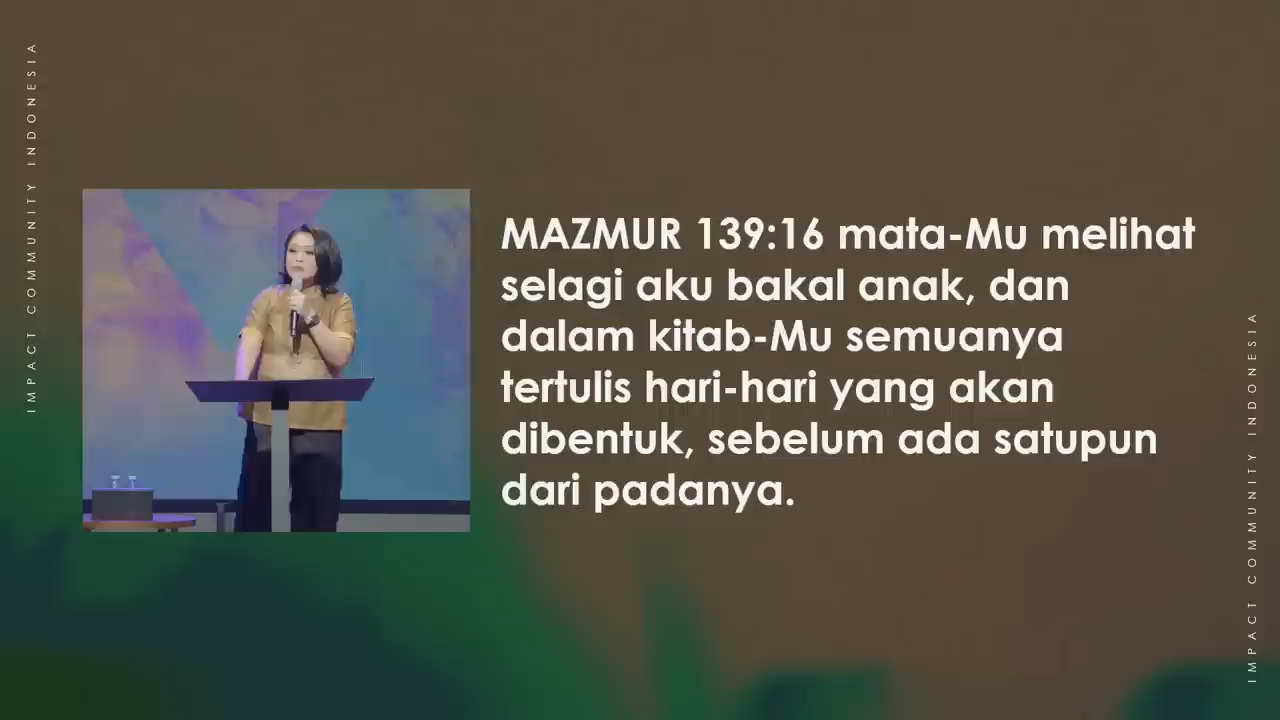 IMPACT COMMUNITY INDONESIA
MAZMUR 139:16 mata-Mu melihat
selagi aku bakal anak, dan
dalam kitab-Mu semuanya
tertulis hari-hari yang akan
dibentuk, sebelum ada satupun
dari padanya.
IMPACT COMMUNITY INDONESIA